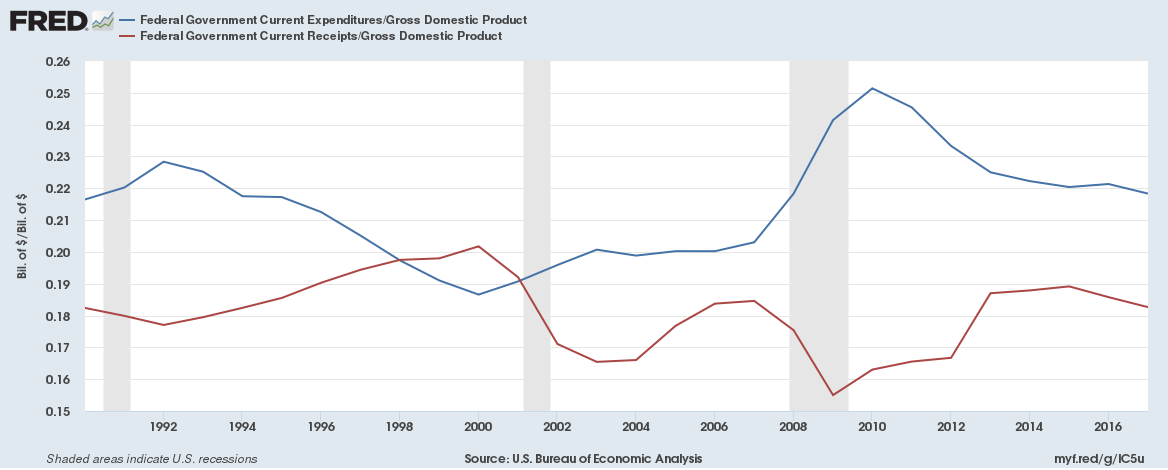 FRED
Federal Government Current Expenditures/Gross Domestic Product
Federal Government Current Receipts/Gross Domestic Product
Bil. of $/Bil. of $
0.26
0.25
0.24
0.23
0.22
0.21
0.20
0.19
0.18
0.17
0.16
0.15
1992 1994 1996 1998 2000 2002 2004 2006 2008 2010 2012 2014 2016
Shaded areas indicate U.S. recessions Source: U.S. Bureau of Economic Analysis myf.red/g/lC5u